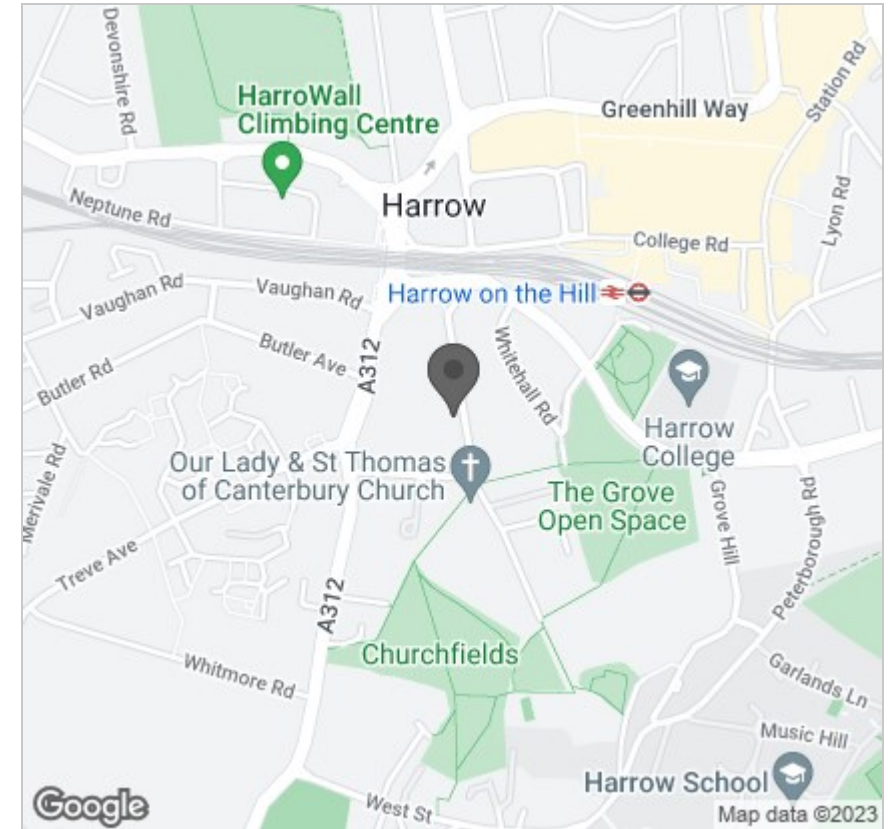 Devonshire Rd
HarroWall
Climbing Centre
Greenhill Way
Station Rd
Neptune Rd
Harrow
Lyon Rd
College Rd
Vaughan Rd
Vaughan Rd
Harrow on the Hill
Butler Ave
A312
Whitehall Rd
Butler Rd
Harrow
College
Merivale Rd
Our Lady & St Thomas
of Canterbury Church
The Grove
Open Space
Grove Hill
Peterborough Rd
Treve Ave
A312
Churchfields
Whitmore Rd
Garlands Ln
Music Hill
Harrow School
West St
Google
Map data ©2023